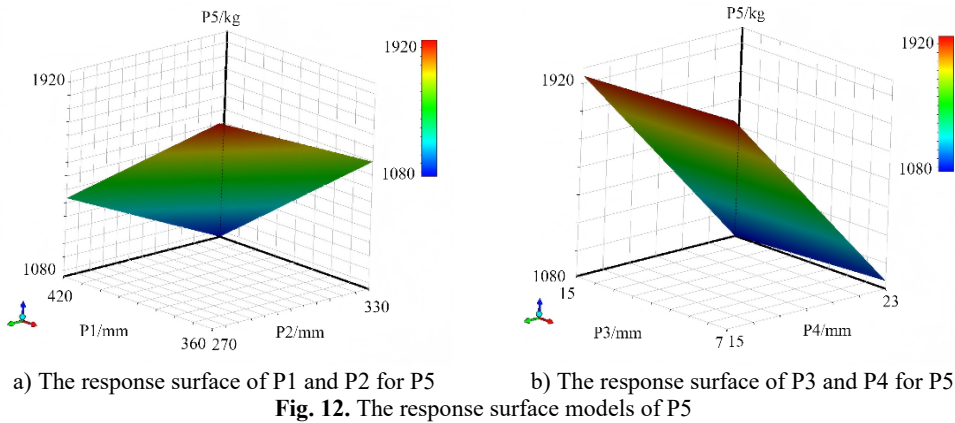 P5/kg
1920
1080
1920
1080
420
P1/mm
360
270
P2/mm
330
P5/kg
1920
1080
1920
1080
15
P3/mm
7
15
P4/mm
23
a) The response surface of P1 and P2 for P5
b) The response surface of P3 and P4 for P5
Fig. 12. The response surface models of P5